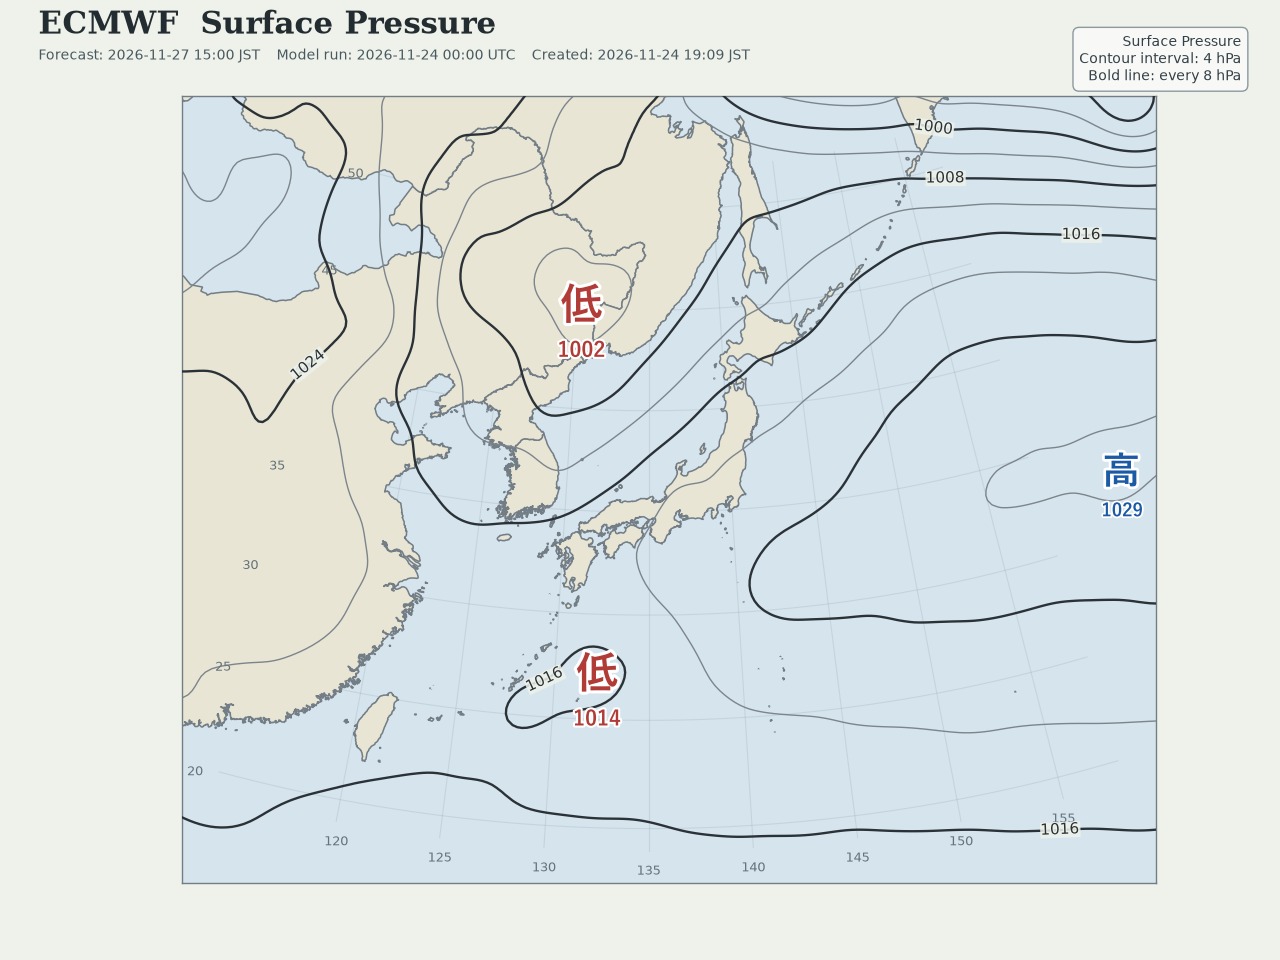 ECMWF  Surface Pressure
Forecast: 2026-11-27 15:00 JST    Model run: 2026-11-24 00:00 UTC    Created: 2026-11-24 19:09 JST
Surface Pressure
Contour interval: 4 hPa
Bold line: every 8 hPa
1000
50
1008
1016
45
低
1002
1024
35
高
1029
30
25
1016
低
1014
20
155
1016
120
125
130
135
140
145
150